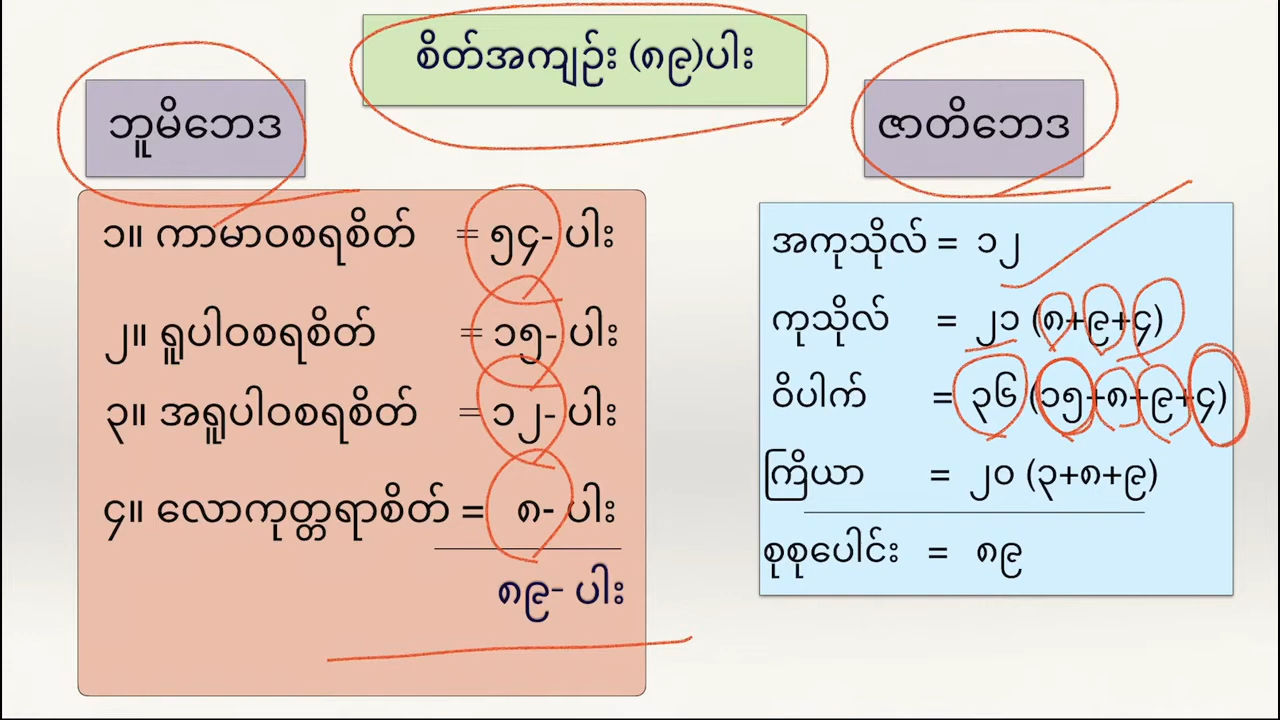 စိတ်အကျဉ်း (၈၉)ပါး
ဘူမိဘေဒ
၁။ ကာမာဝစရစိတ် = ၅၄- ပါး
၂။ ရူပါဝစရစိတ် = ၁၅- ပါး
၃။ အရူပါဝစရစိတ် = ၁၂- ပါး
၄။ လောကုတ္တရာစိတ် = ၈- ပါး
၈၉- ပါး
ဇာတိဘေဒ
အကုသိုလ် = ၁၂
ကုသိုလ် = ၂၁ (၈+၉+၄)
ဝိပါက် = ၃၆ (၁၅+၈+၉+၄)
ကြိယာ = ၂၀ (၃+၈+၉)
စုစုပေါင်း = ၈၉